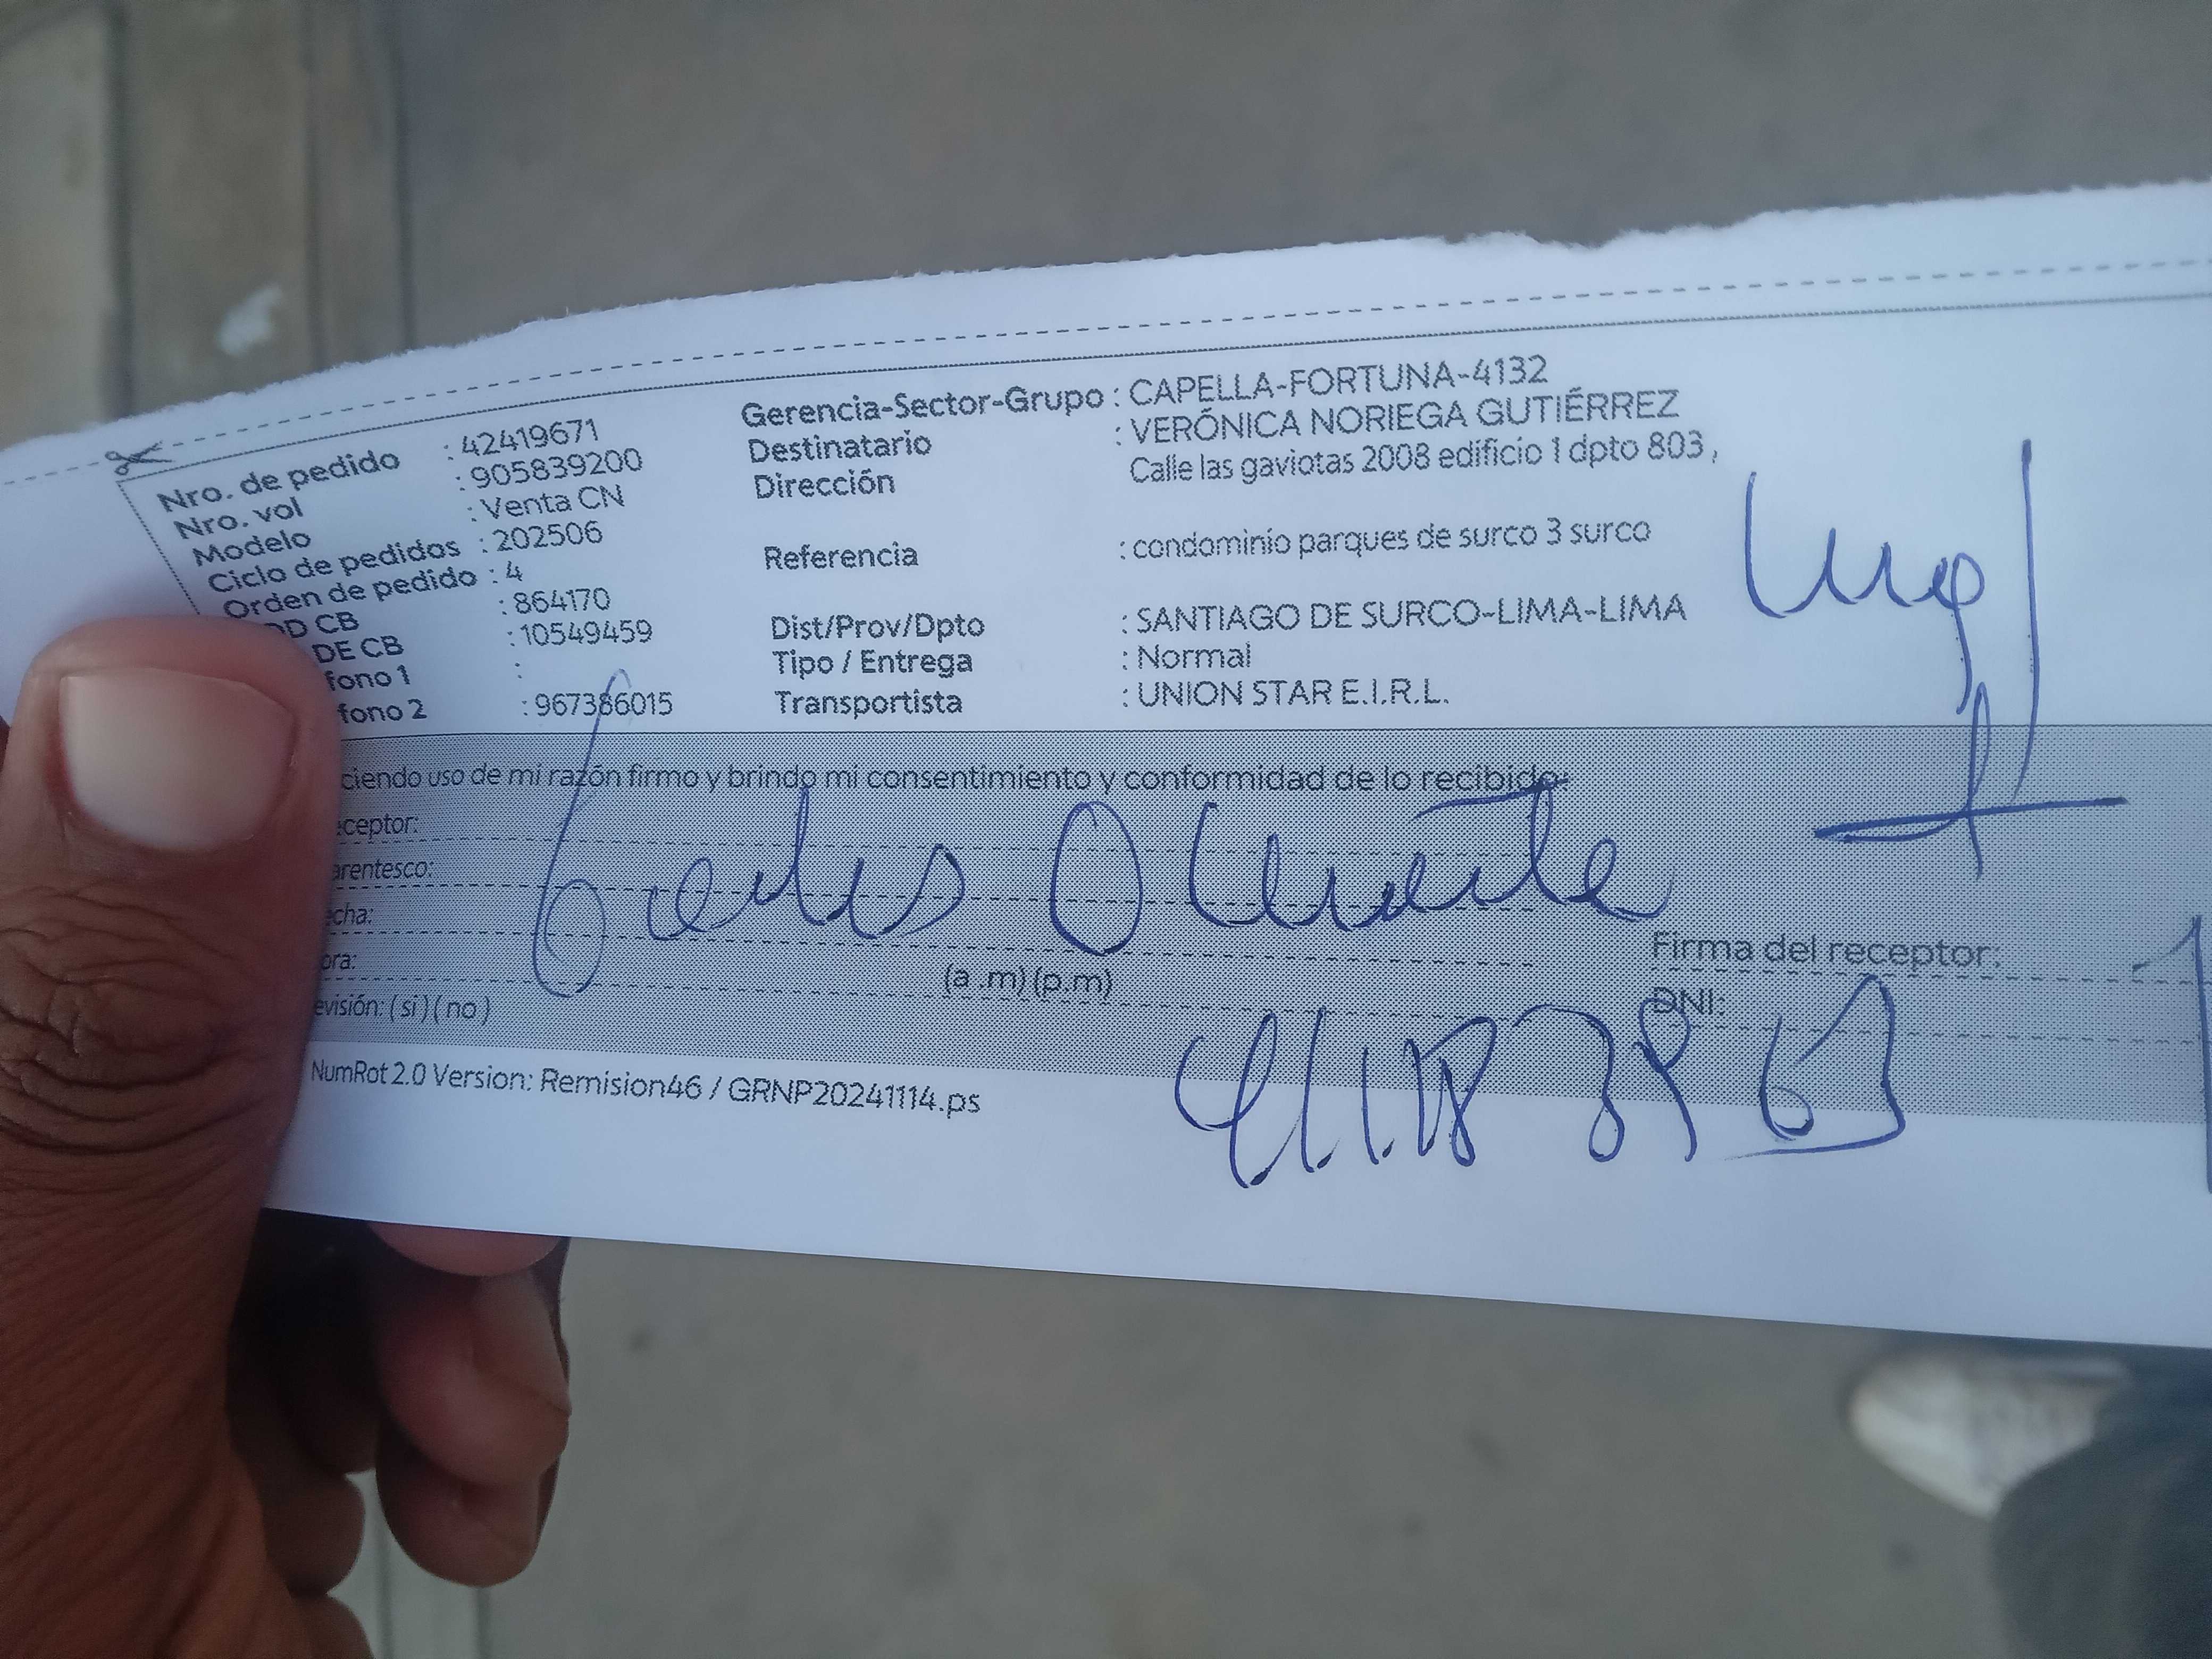 Nro. de pedido : 42419671
Nro. vol : 905839200
Modelo : Venta CN
Ciclo de pedidos : 202506
Orden de pedido : 4
CB : 864170
DE CB : 10549459
fono 1 :
fono 2 : 967386015
Gerencia-Sector-Grupo : CAPELLA-FORTUNA-4132
Destinatario : VERÓNICA NORIEGA GUTIÉRREZ
Dirección Calle las gaviotas 2008 edificio 1 dpto 803 ,
Referencia : condominio parques de surco 3 surco
Dist/Prov/Dpto : SANTIAGO DE SURCO-LIMA-LIMA
Tipo / Entrega : Normal
Transportista : UNION STAR E.I.R.L.
ciendo uso de mi razón firmo y brindo mi consentimiento y conformidad de lo recibido:
ceptor:
arentesco:
cha:
ora: (a .m) (p.m)
evisión: ( si ) ( no )
Firma del receptor:
DNI:
NumRot 2.0 Version: Remision46 / GRNP20241114.ps